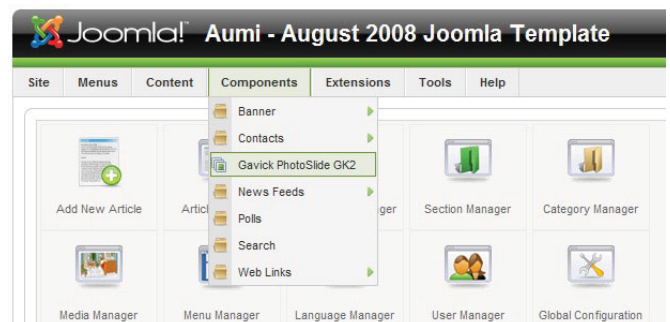 Joomla! Aumi - August 2008 Joomla Template
Site Menus Content Components Extensions Tools Help
Banner
Contacts
Gavick PhotoSlide GK2
News Feeds
Polls
Search
Web Links
Add New Article Artic ger Section Manager Category Manager
Media Manager Menu Manager Language Manager User Manager Global Configuration